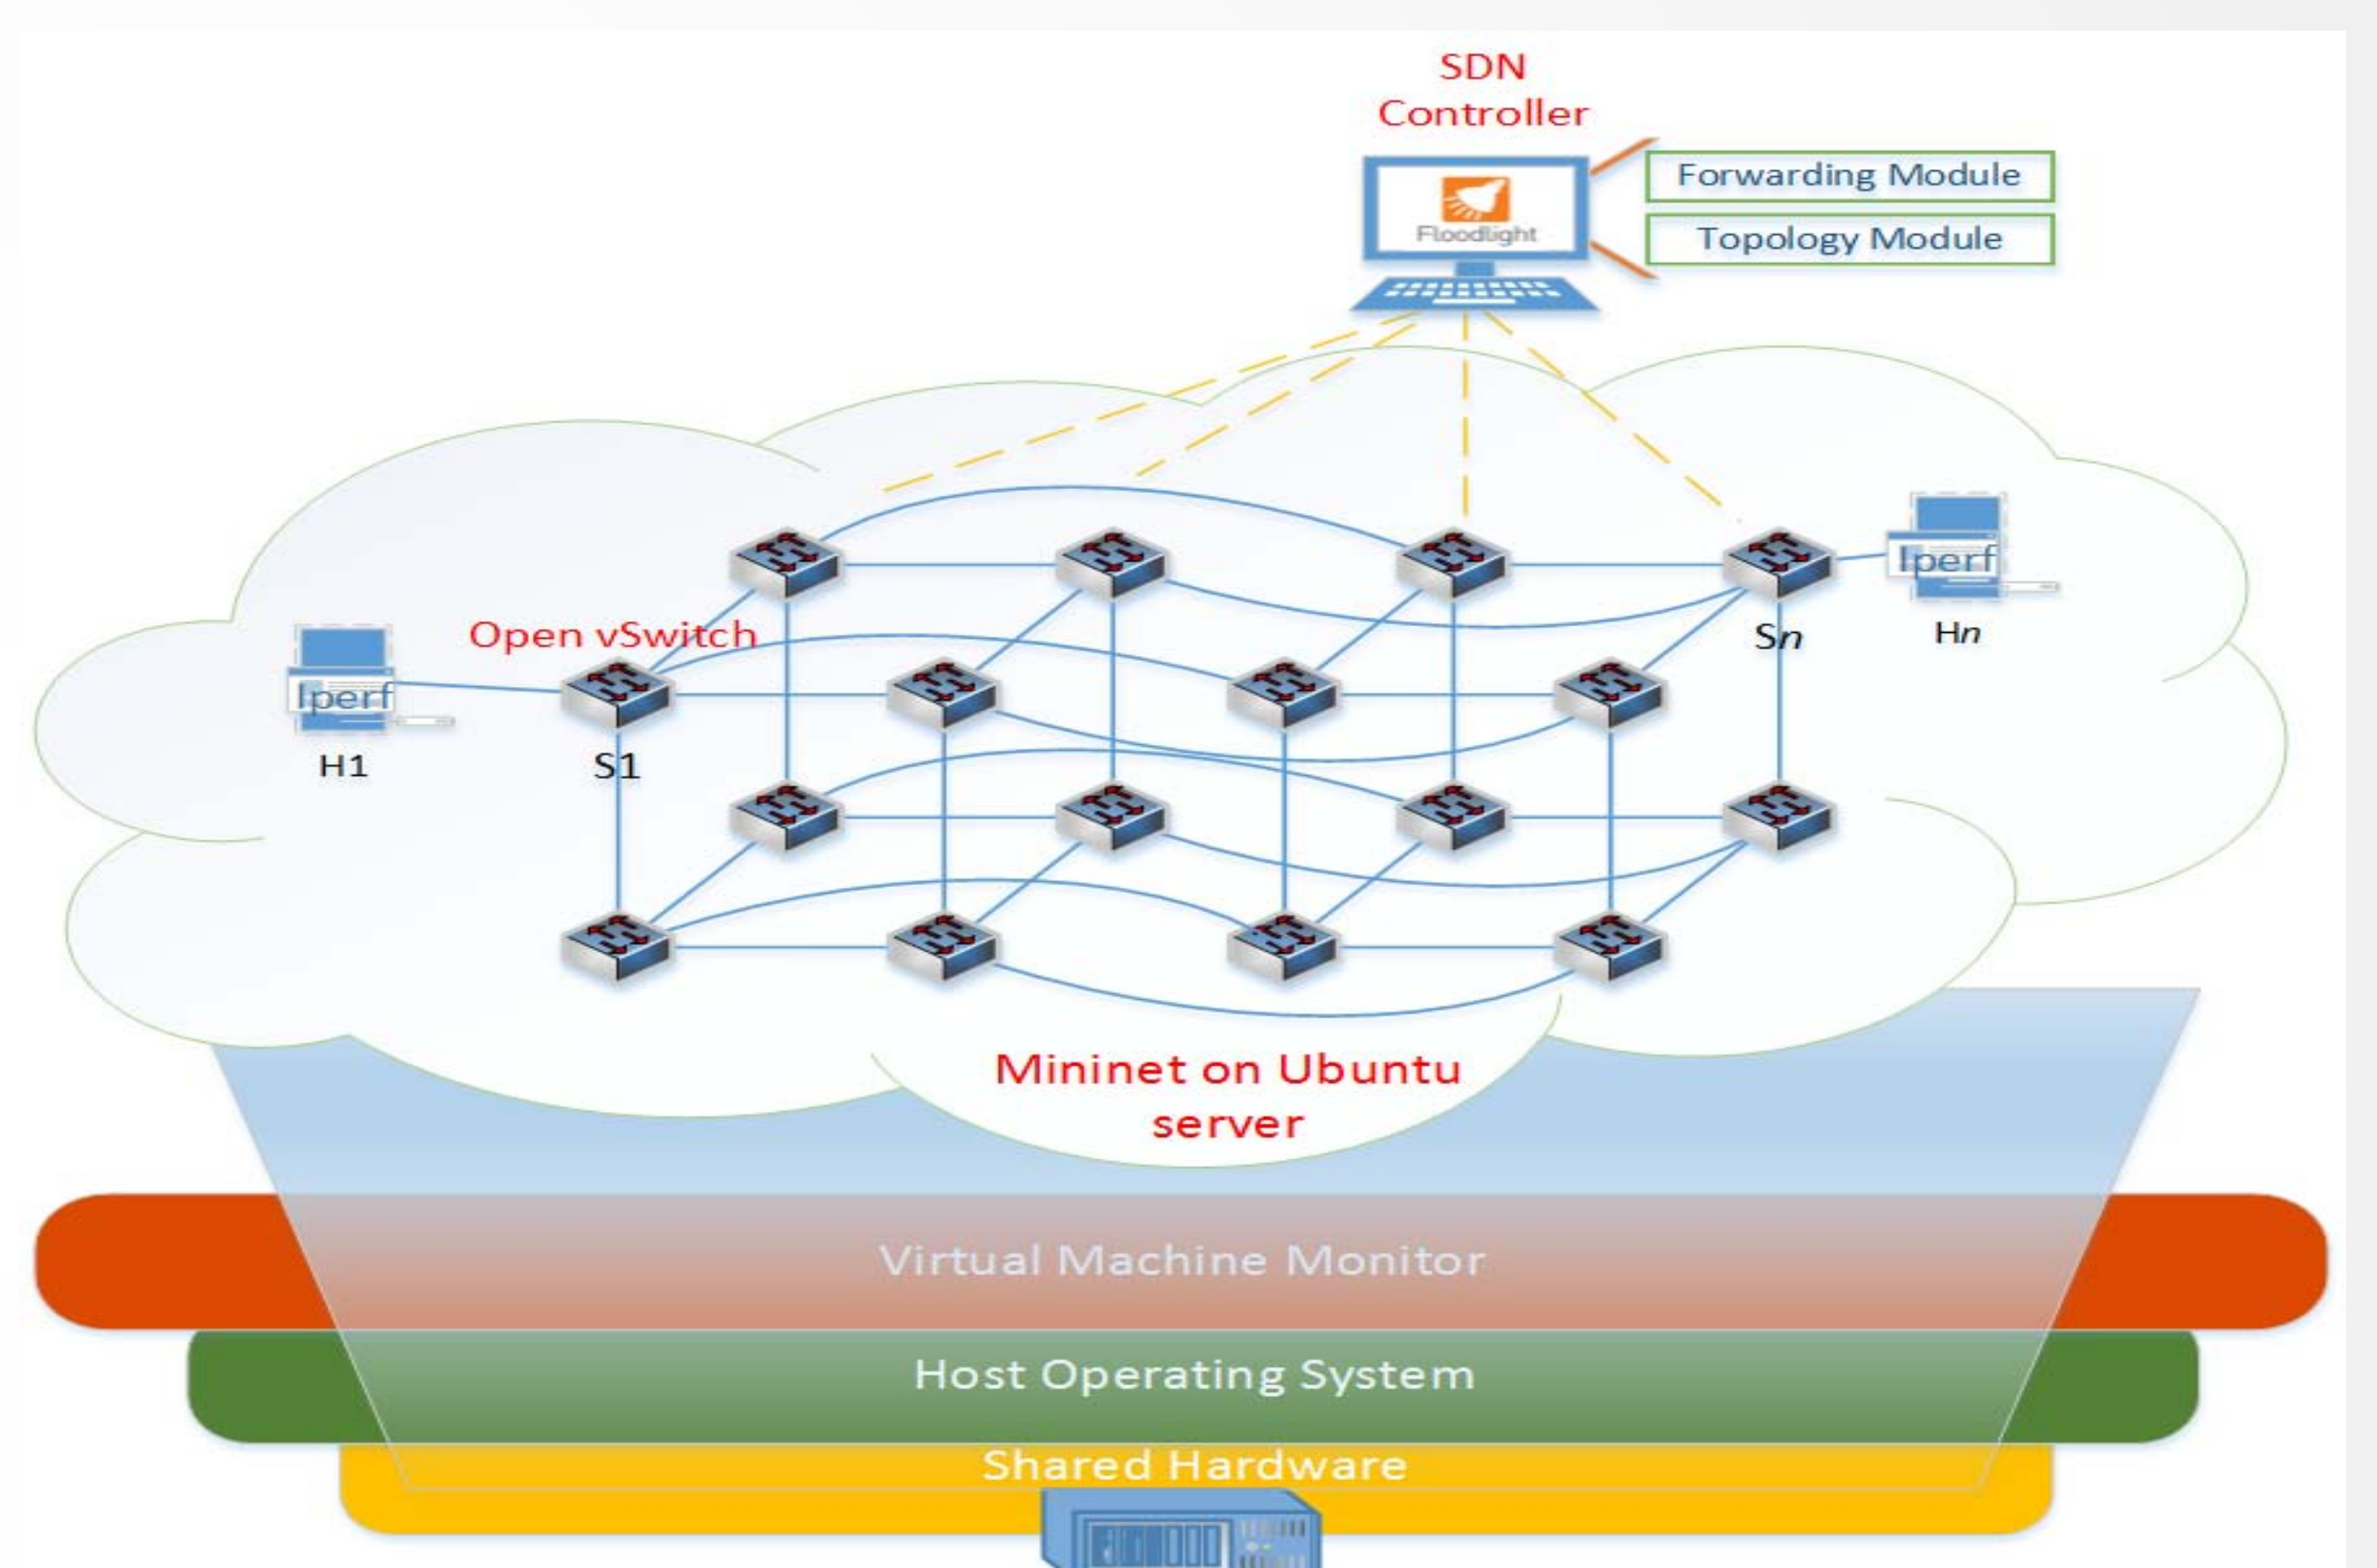 SDN
Controller
Forwarding Module
Floodlight
Topology Module
Iperf
Open vSwitch
Sn
Hn
Iperf
H1
S1
Mininet on Ubuntu
server
Virtual Machine Monitor
Host Operating System
Shared Hardware